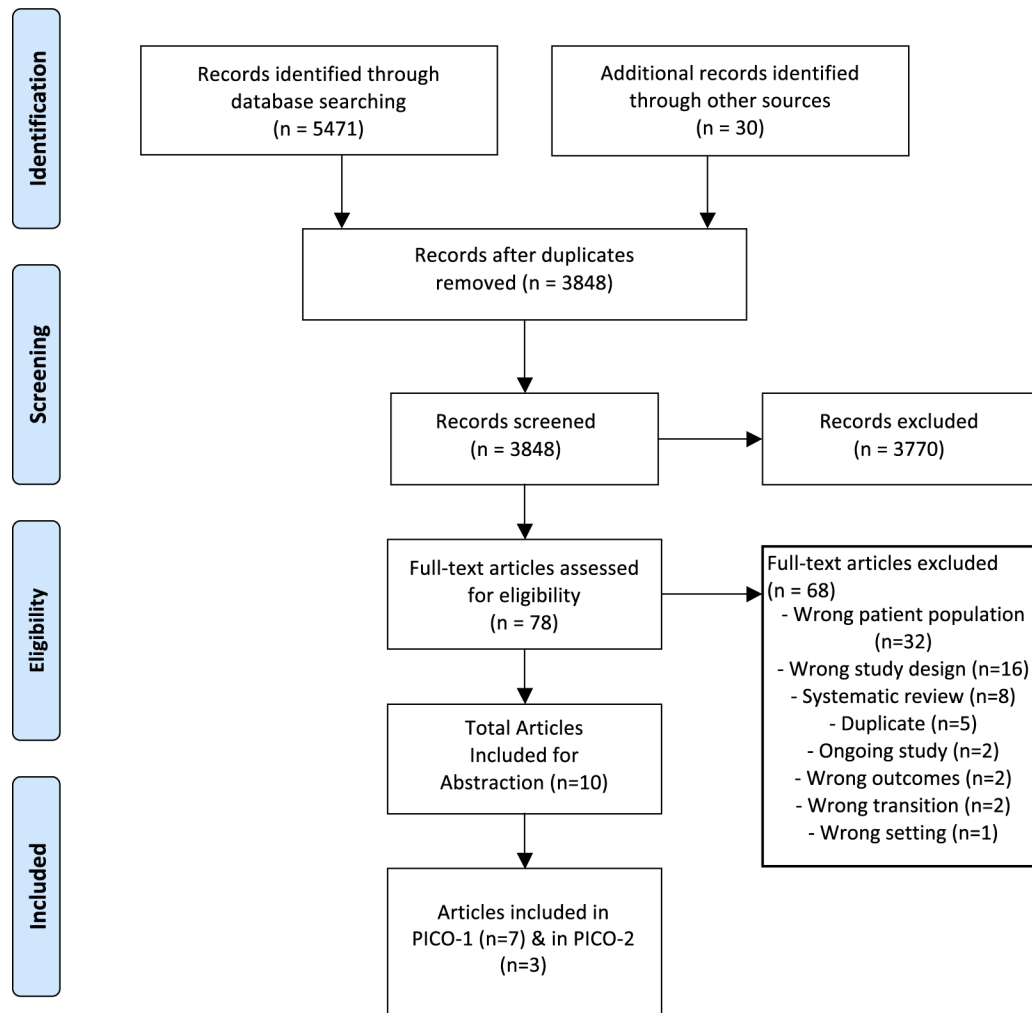 Identification
Records identified through
database searching
(n = 5471)
Additional records identified
through other sources
(n = 30)
Records after duplicates
removed (n = 3848)
Screening
Records screened
(n = 3848)
Records excluded
(n = 3770)
Eligibility
Full-text articles assessed
for eligibility
(n = 78)
Full-text articles excluded
(n = 68)
- Wrong patient population
(n=32)
- Wrong study design (n=16)
- Systematic review (n=8)
- Duplicate (n=5)
- Ongoing study (n=2)
- Wrong outcomes (n=2)
- Wrong transition (n=2)
- Wrong setting (n=1)
Total Articles
Included for
Abstraction (n=10)
Included
Articles included in
PICO-1 (n=7) & in PICO-2
(n=3)